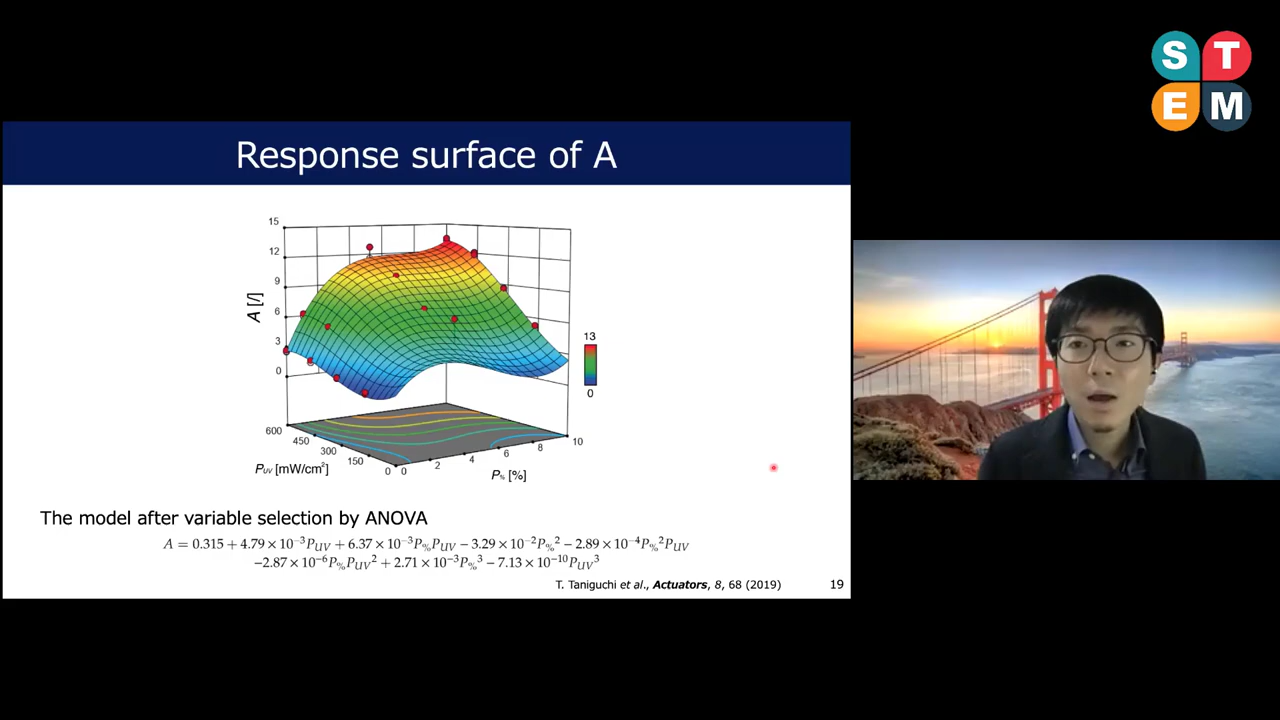 S T
E M
Response surface of A
15
12
9
6
3
0
A [/]
13
0
600
450
300
150
0
0
2
4
6
8
10
P_UV [mW/cm²]
P_% [%]
The model after variable selection by ANOVA
A = 0.315 + 4.79 × 10⁻³P_UV + 6.37 × 10⁻³P_%P_UV − 3.29 × 10⁻²P_%² − 2.89 × 10⁻⁴P_%²P_UV
−2.87 × 10⁻⁶P_%P_UV² + 2.71 × 10⁻³P_%³ − 7.13 × 10⁻¹⁰P_UV³
T. Taniguchi et al., Actuators, 8, 68 (2019)
19